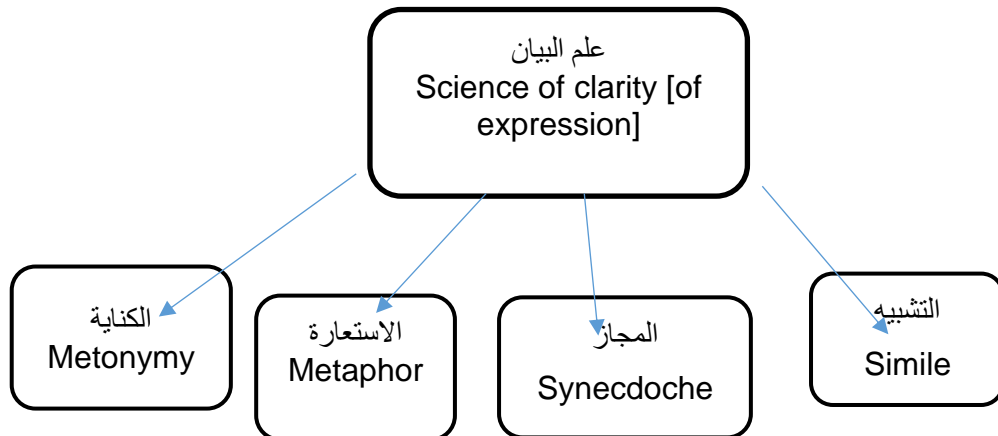 علم البيان
Science of clarity [of
expression]
الكناية
Metonymy
الاستعارة
Metaphor
المجاز
Synecdoche
التشبيه
Simile